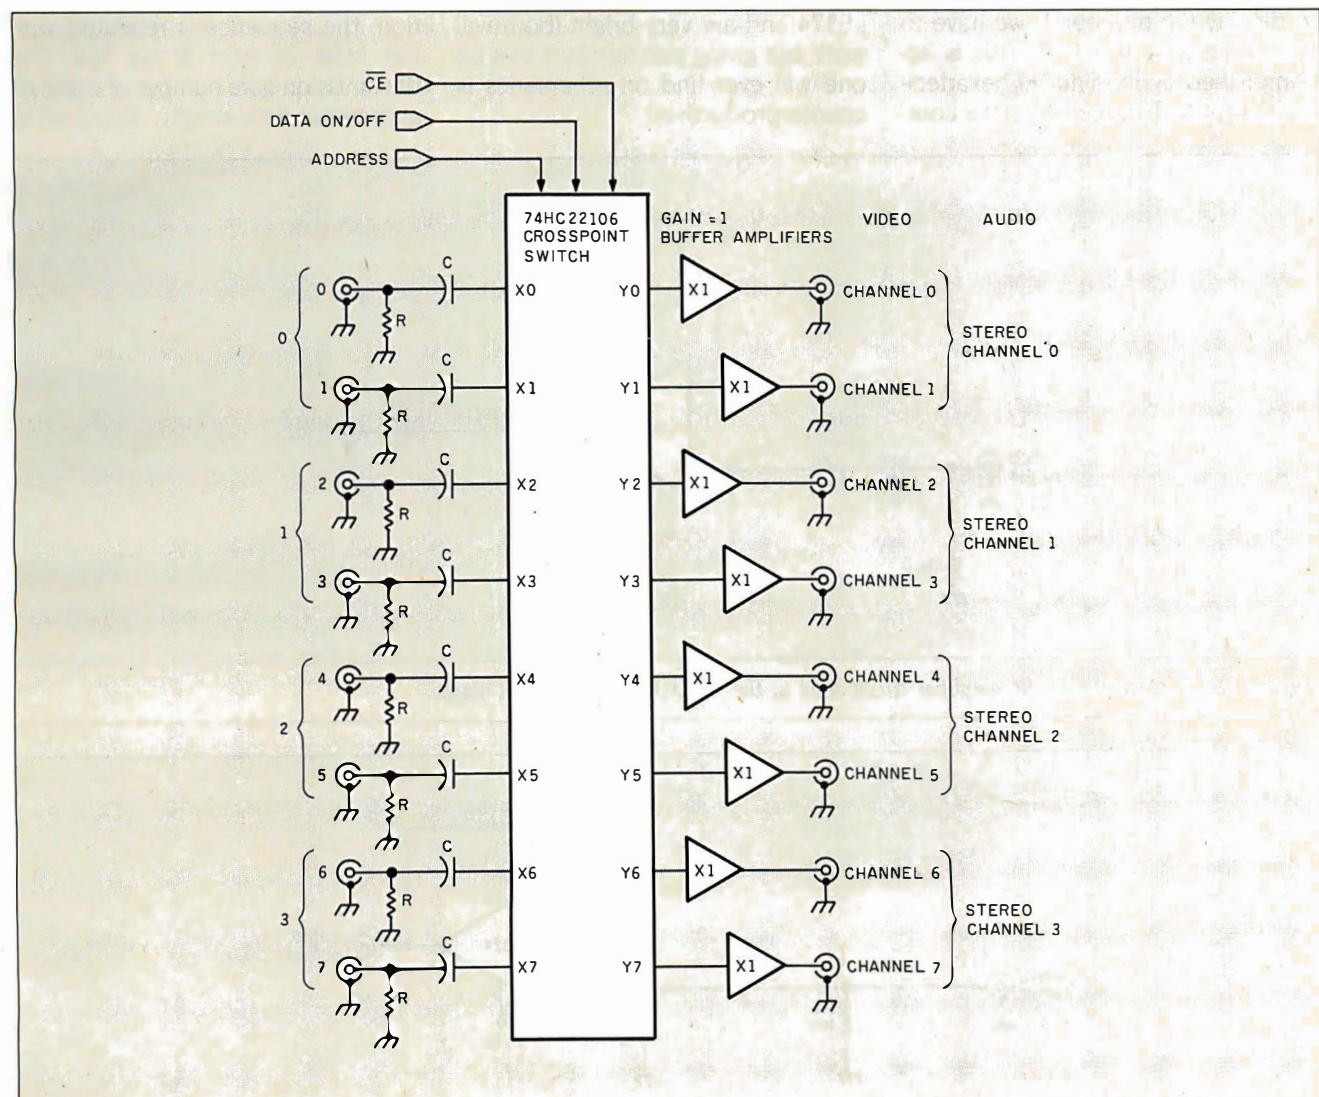 C̅E̅
DATA ON/OFF
ADDRESS
74HC22106
CROSSPOINT
SWITCH
GAIN =1
BUFFER AMPLIFIERS
VIDEO
AUDIO
0
0
R
C
X0
Y0
X1
CHANNEL 0
1
R
C
X1
Y1
X1
CHANNEL 1
STEREO
CHANNEL 0
1
2
R
C
X2
Y2
X1
CHANNEL 2
3
R
C
X3
Y3
X1
CHANNEL 3
STEREO
CHANNEL 1
2
4
R
C
X4
Y4
X1
CHANNEL 4
5
R
C
X5
Y5
X1
CHANNEL 5
STEREO
CHANNEL 2
3
6
R
C
X6
Y6
X1
CHANNEL 6
7
R
C
X7
Y7
X1
CHANNEL 7
STEREO
CHANNEL 3